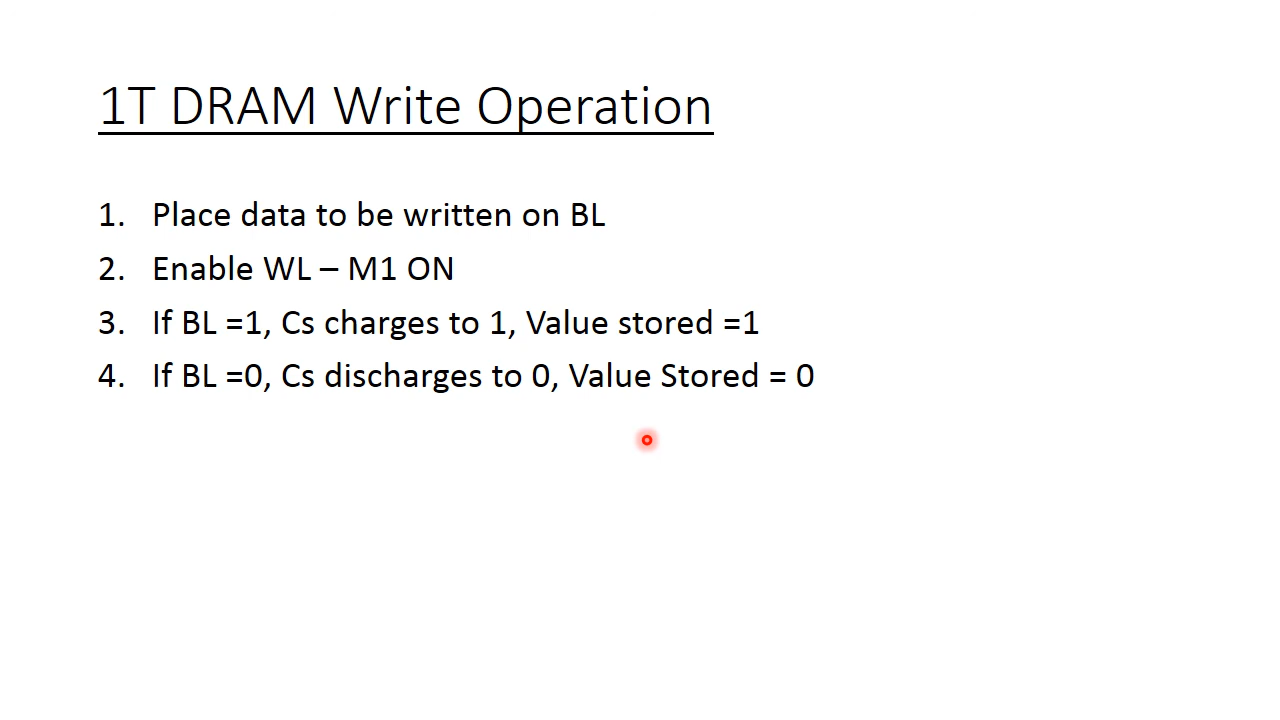 1T DRAM Write Operation
1. Place data to be written on BL
2. Enable WL – M1 ON
3. If BL =1, Cs charges to 1, Value stored =1
4. If BL =0, Cs discharges to 0, Value Stored = 0